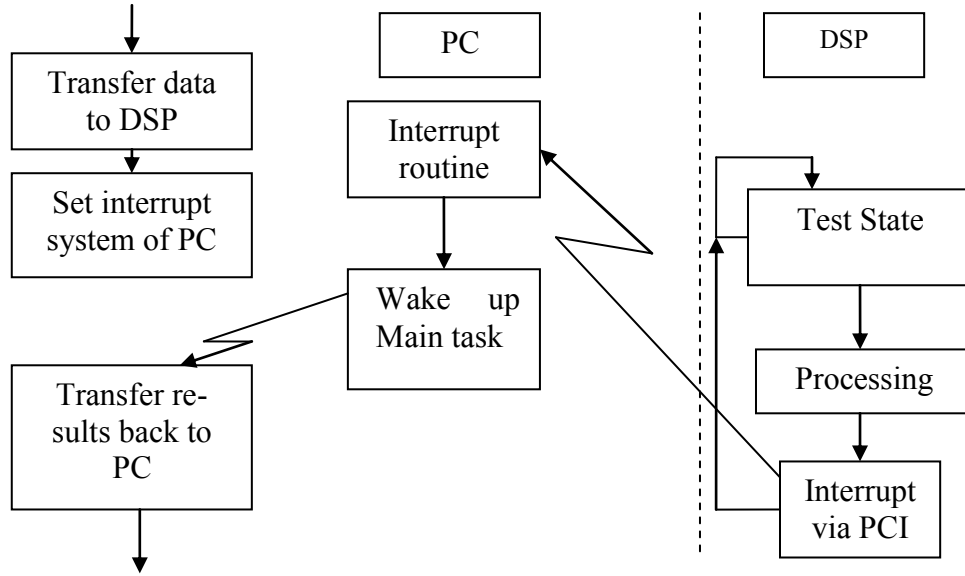 Transfer data
to DSP
Set interrupt
system of PC
Transfer re-
sults back to
PC
PC
Interrupt
routine
Wake up
Main task
DSP
Test State
Processing
Interrupt
via PCI